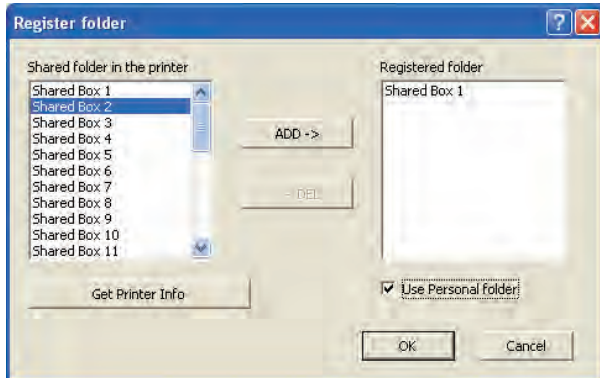 Register folder
Shared folder in the printer
Shared Box 1
Shared Box 2
Shared Box 3
Shared Box 4
Shared Box 5
Shared Box 6
Shared Box 7
Shared Box 8
Shared Box 9
Shared Box 10
Shared Box 11
Get Printer Info
ADD ->
<- DEL
Registered folder
Shared Box 1
Use Personal folder
OK
Cancel